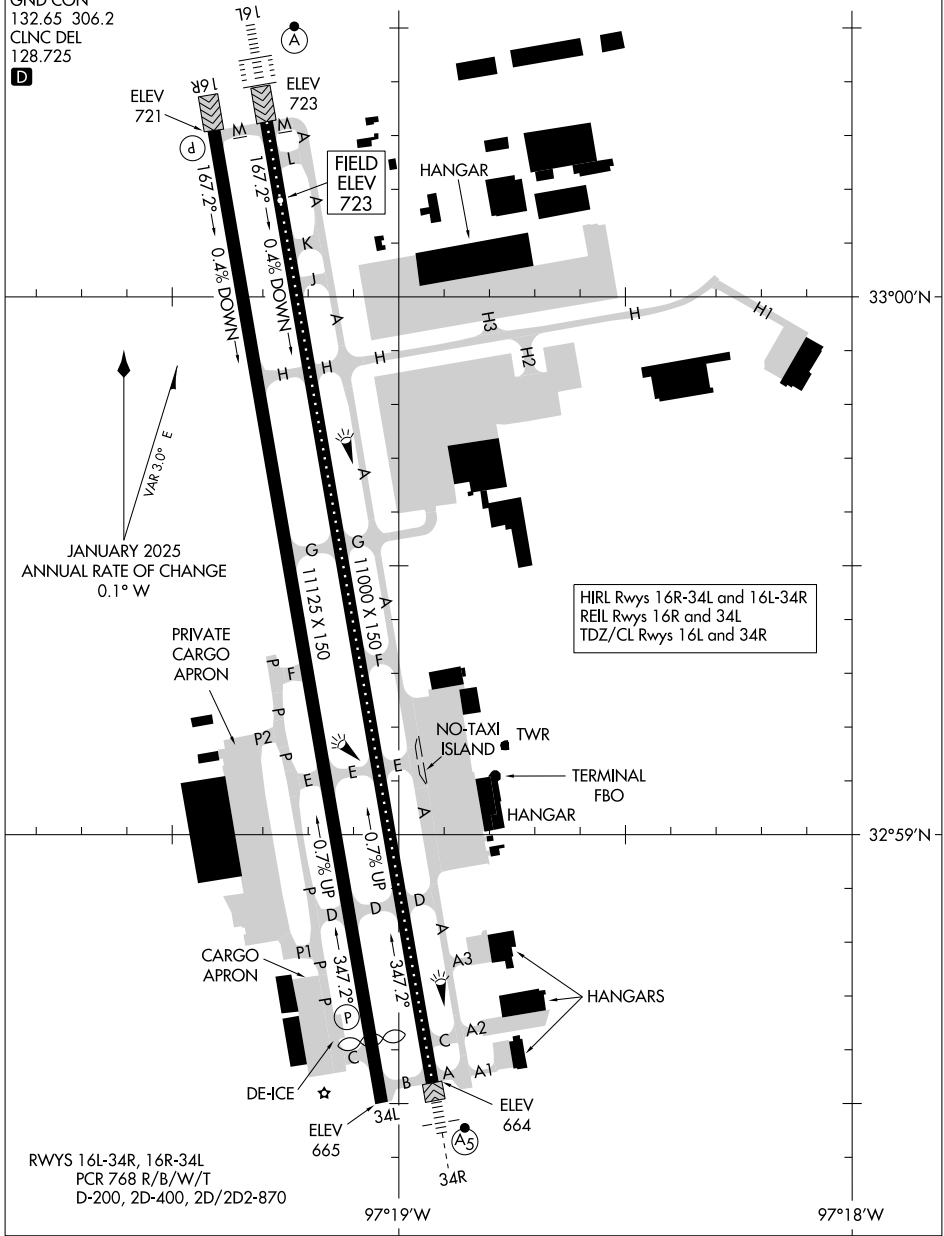 GND CON
132.65 306.2
CLNC DEL
128.725
D
16L
A
16R
ELEV
721
ELEV
723
P
W
W
A
L
A
K
J
A
167.2°
0.4% DOWN
167.2°
0.4% DOWN
FIELD
ELEV
723
HANGAR
33°00'N
H
H
H
H3
H2
H
H1
VAR 3.0° E
JANUARY 2025
ANNUAL RATE OF CHANGE
0.1° W
A
G
G
A
11125 X 150
11000 X 150
HIRL Rwys 16R-34L and 16L-34R
REIL Rwys 16R and 34L
TDZ/CL Rwys 16L and 34R
PRIVATE
CARGO
APRON
P
F
F
P
P2
P
E
E
E
A
NO-TAXI
ISLAND
TWR
TERMINAL
FBO
HANGAR
32°59'N
0.7% UP
0.7% UP
P
D
D
D
A
P1
P
P
347.2°
347.2°
CARGO
APRON
A3
HANGARS
P
A2
C
C
DE-ICE
B
A
A1
34L
ELEV
665
ELEV
664
A5
34R
RWYS 16L-34R, 16R-34L
PCR 768 R/B/W/T
D-200, 2D-400, 2D/2D2-870
97°19'W
97°18'W